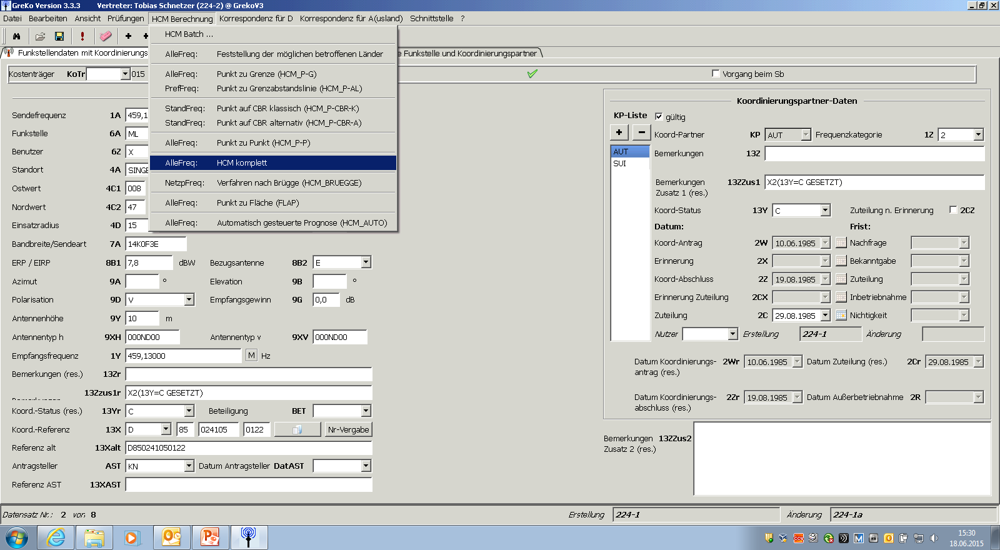 GreKo Version 3.3.3 Vertreter: Tobias Schnetzer (224-2) @ GrekoV3
Datei Bearbeiten Ansicht Prüfungen HCM Berechnung Korrespondenz für D Korrespondenz für A(usland) Schnittstelle ?
HCM Batch ...
AlleFreq: Feststellung der möglichen betroffenen Länder
AlleFreq: Punkt zu Grenze (HCM_P-G)
PrefFreq: Punkt zu Grenzabstandslinie (HCM_P-AL)
StandFreq: Punkt auf CBR klassisch (HCM_P-CBR-K)
StandFreq: Punkt auf CBR alternativ (HCM_P-CBR-A)
AlleFreq: Punkt zu Punkt (HCM_P-P)
AlleFreq: HCM komplett
NetzpFreq: Verfahren nach Brügge (HCM_BRUEGGE)
AlleFreq: Punkt zu Fläche (FLAP)
AlleFreq: Automatisch gesteuerte Prognose (HCM_AUTO)
Funkstellendaten mit Koordinierungs
e Funkstelle und Koordinierungspartner
Kostenträger KoTr 015
Vorgang beim Sb
Sendefrequenz 1A 459,1
Funkstelle 6A ML
Benutzer 6Z X
Standort 4A SINGE
Ostwert 4C1 008
Nordwert 4C2 47
Einsatzradius 4D 15
Bandbreite/Sendeart 7A 14K0F3E
ERP / EIRP 8B1 7,8 dBW Bezugsantenne 8B2 E
Azimut 9A ° Elevation 9B °
Polarisation 9D V Empfangsgewinn 9G 0,0 dB
Antennenhöhe 9Y 10 m
Antennentyp h 9XH 000ND00 Antennentyp v 9XV 000ND00
Empfangsfrequenz 1Y 459,13000 M Hz
Bemerkungen (res.) 13Zr
13Zzus1r X2(13Y=C GESETZT)
Koord.-Status (res.) 13Yr C Beteiligung BET
Koord.-Referenz 13X D 85 024105 0122 Nr-Vergabe
Referenz alt 13Xalt D850241050122
Antragsteller AST KN Datum Antragsteller DatAST
Referenz AST 13XAST
Koordinierungspartner-Daten
KP-Liste gültig
+ - Koord-Partner KP AUT Frequenzkategorie 1Z 2
AUT
SUI
Bemerkungen 13Z
Bemerkungen 13ZZus1 X2(13Y=C GESETZT)
Zusatz 1 (res.)
Koord-Status 13Y C Zuteilung n. Erinnerung 2CZ
Datum: Frist:
Koord-Antrag 2W 10.06.1985 Nachfrage
Erinnerung 2X Bekanntgabe
Koord-Abschluss 2Z 19.08.1985 Zuteilung
Erinnerung Zuteilung 2CX Inbetriebnahme
Zuteilung 2C 29.08.1985 Nichtigkeit
Nutzer Erstellung 224-1 Änderung
Datum Koordinierungs- 2Wr 10.06.1985 Datum Zuteilung (res.) 2Cr 29.08.1985
antrag (res.)
Datum Koordinierungs- 2Zr 19.08.1985 Datum Außerbetriebnahme 2R
abschluss (res.)
Bemerkungen 13ZZus2
Zusatz 2 (res.)
Datensatz Nr.: 2 von 8 Erstellung 224-1 Änderung 224-1a
15:30
18.06.2015